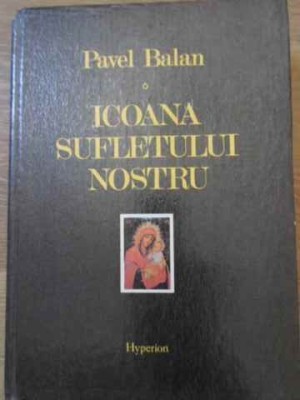 Pavel Balan
ICOANA
SUFLETULUI
NOSTRU
Hyperion